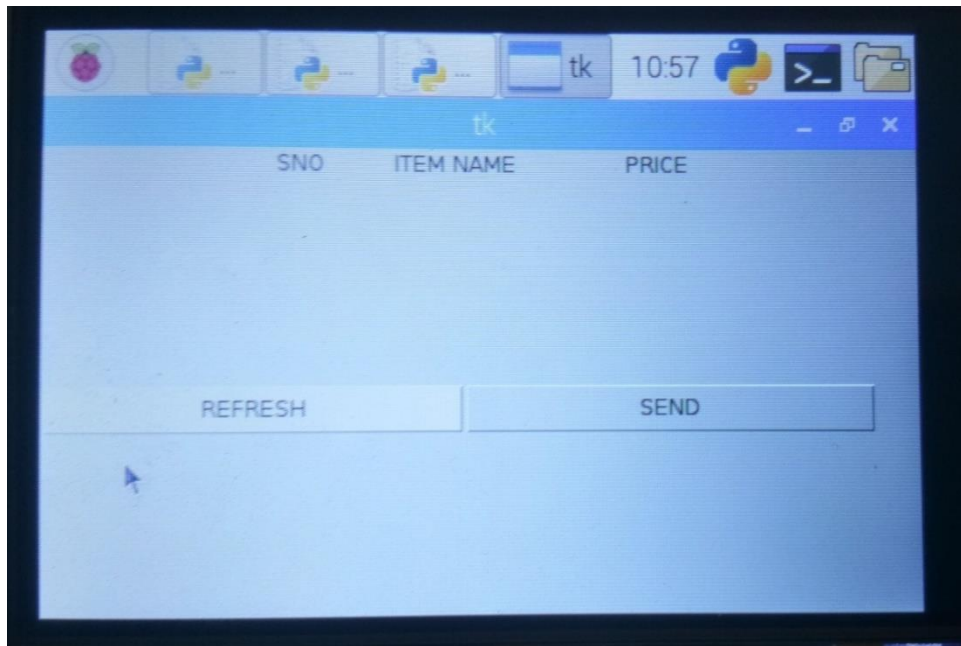 ... ... ... tk 10:57 >_
tk
SNO ITEM NAME PRICE
REFRESH SEND